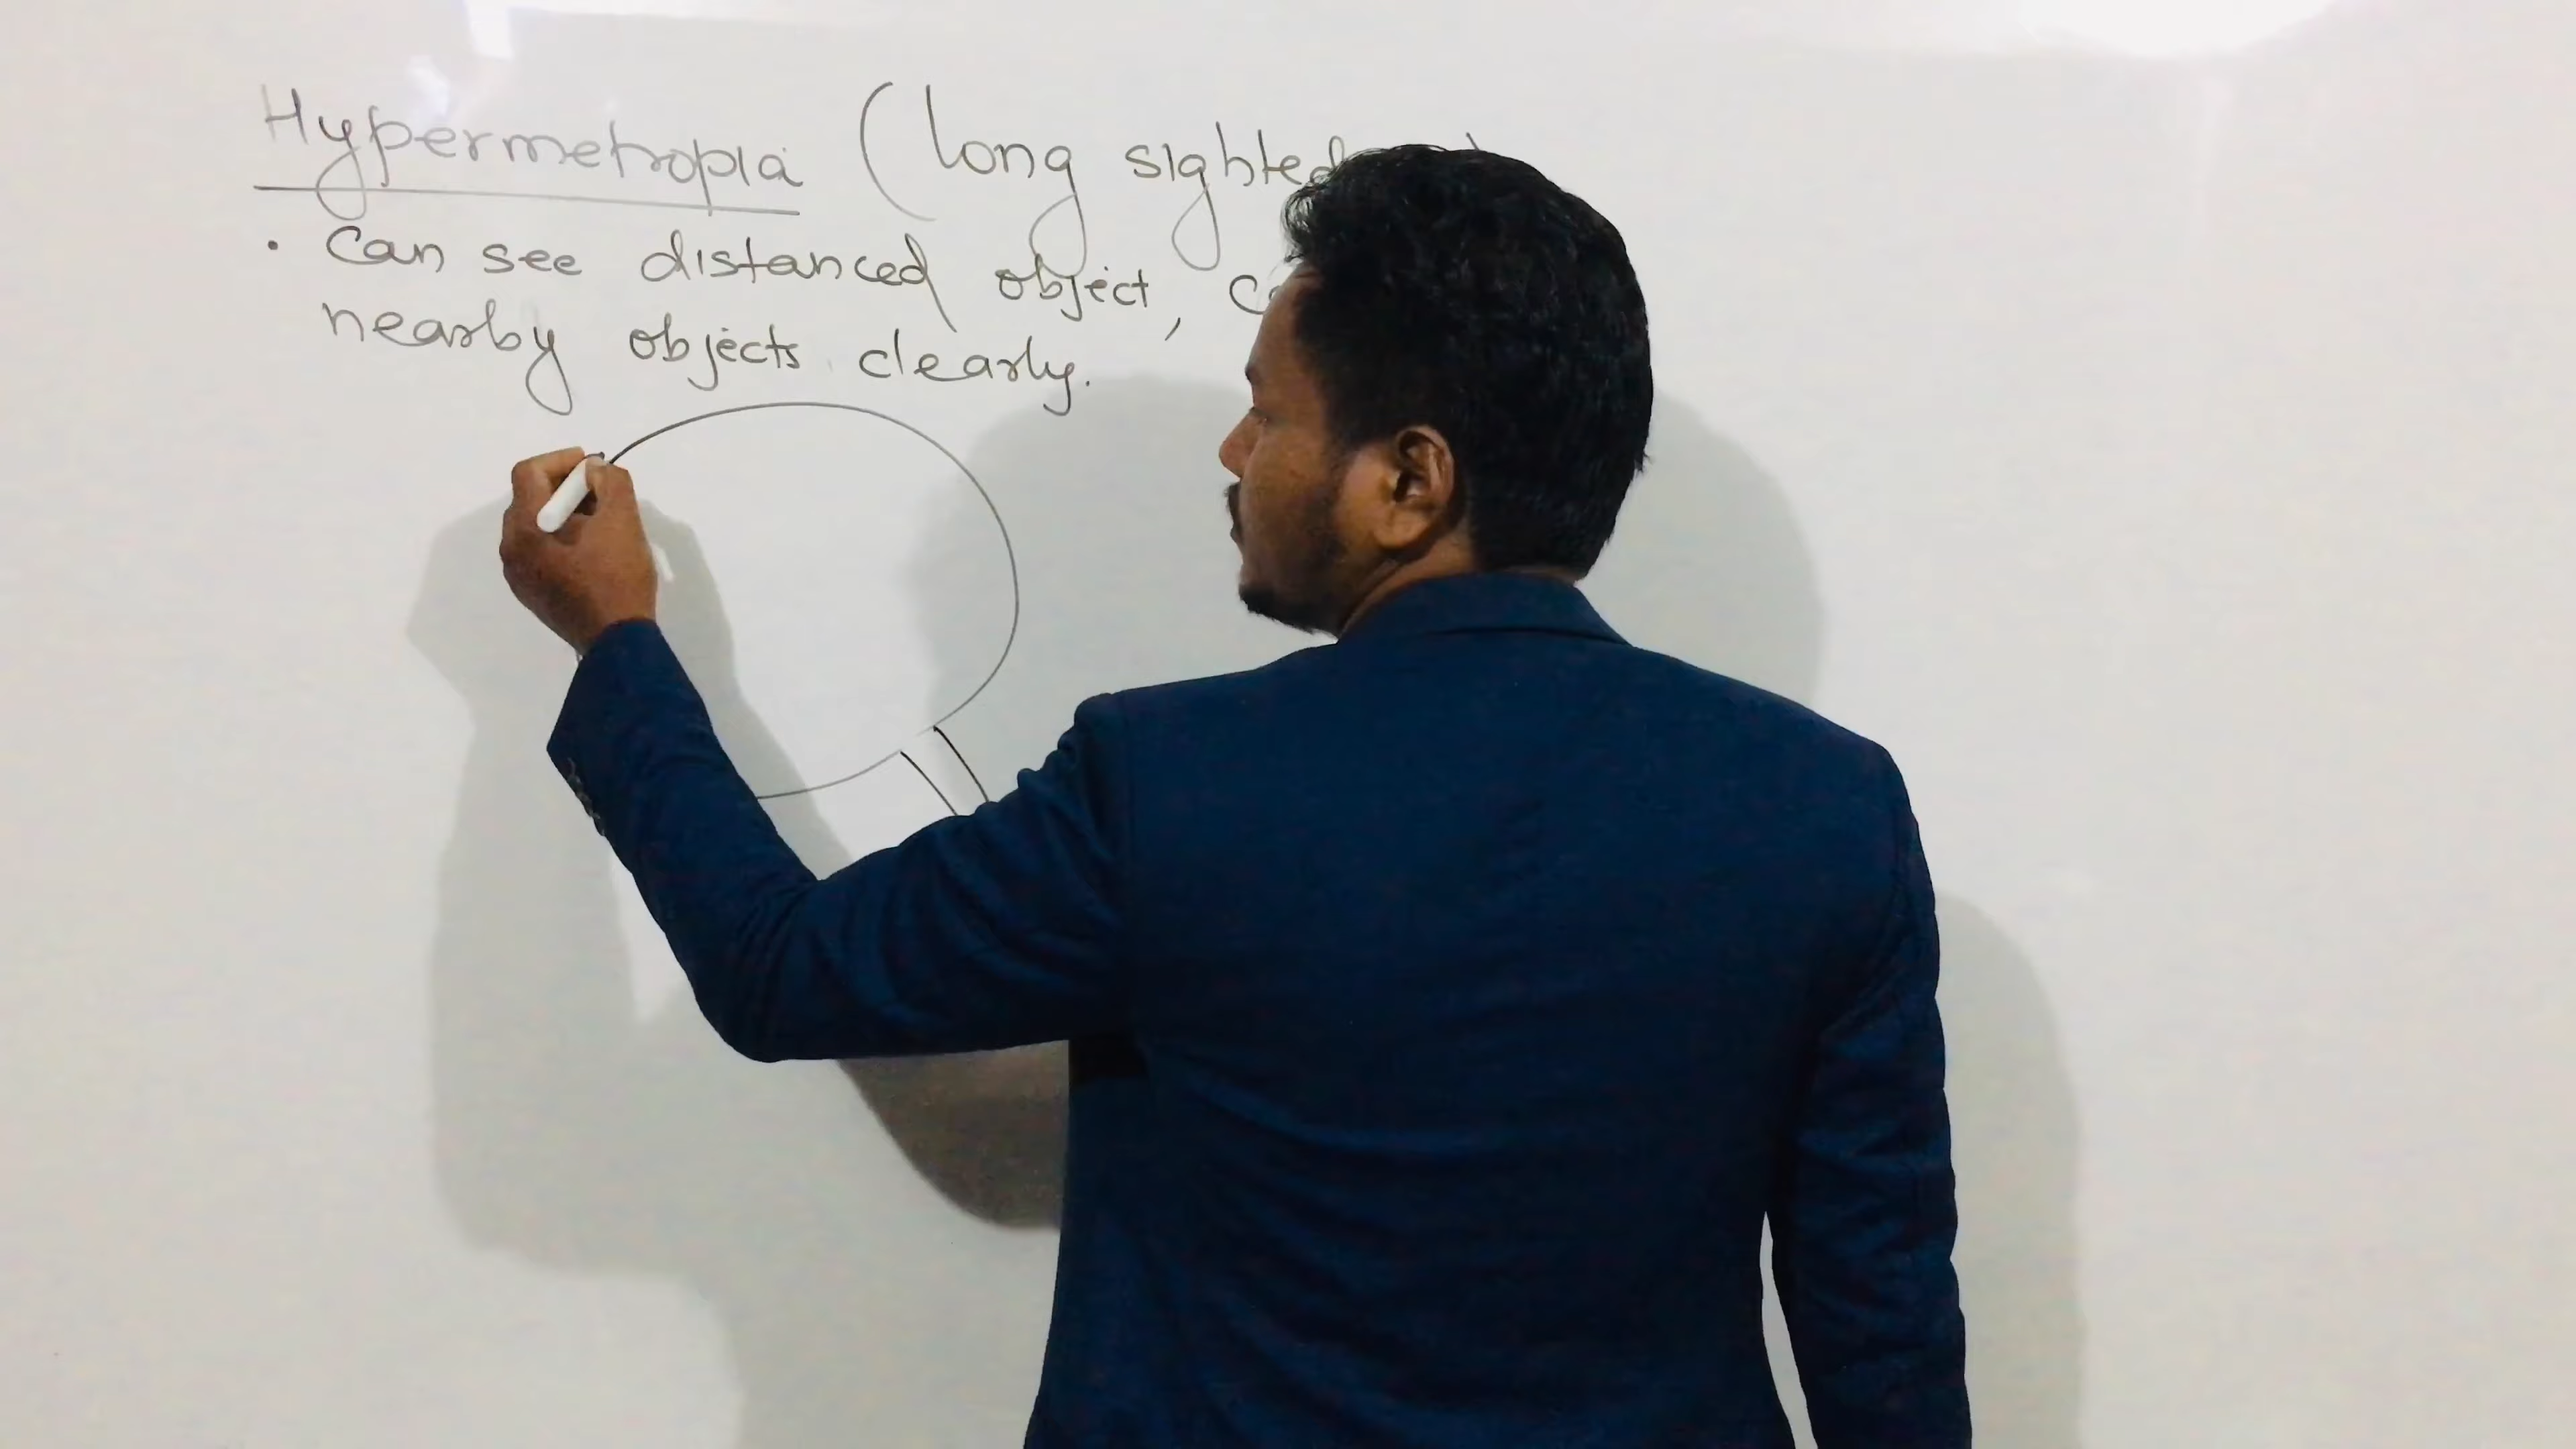 Hypermetropia (long sighted
• Can see distanced object,
nearby objects clearly.